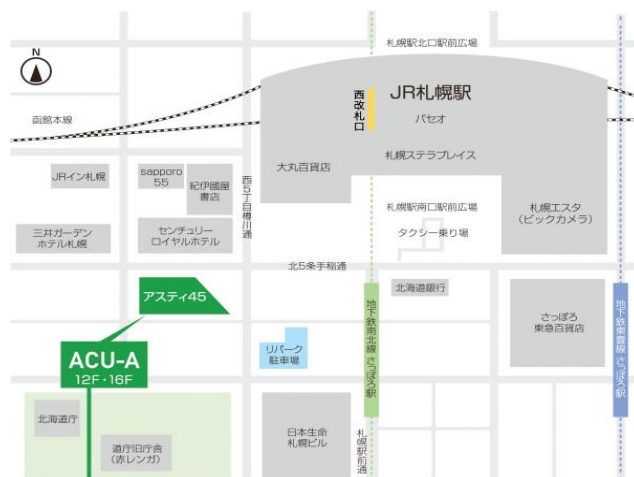 N
札幌駅北口駅前広場
函館本線
西改札口
JR札幌駅
パセオ
札幌ステラプレイス
大丸百貨店
JRイン札幌
sapporo
55
紀伊國屋
書店
西5丁目樽川通
三井ガーデン
ホテル札幌
センチュリー
ロイヤルホテル
札幌駅南口駅前広場
タクシー乗り場
札幌エスタ
(ビックカメラ)
北5条手稲通
アスティ45
北海道銀行
地下鉄南北線 さっぽろ駅
さっぽろ
東急百貨店
地下鉄東豊線 さっぽろ駅
ACU-A
12F・16F
リパーク
駐車場
北海道庁
道庁旧庁舎
(赤レンガ)
日本生命
札幌ビル
札幌駅前通